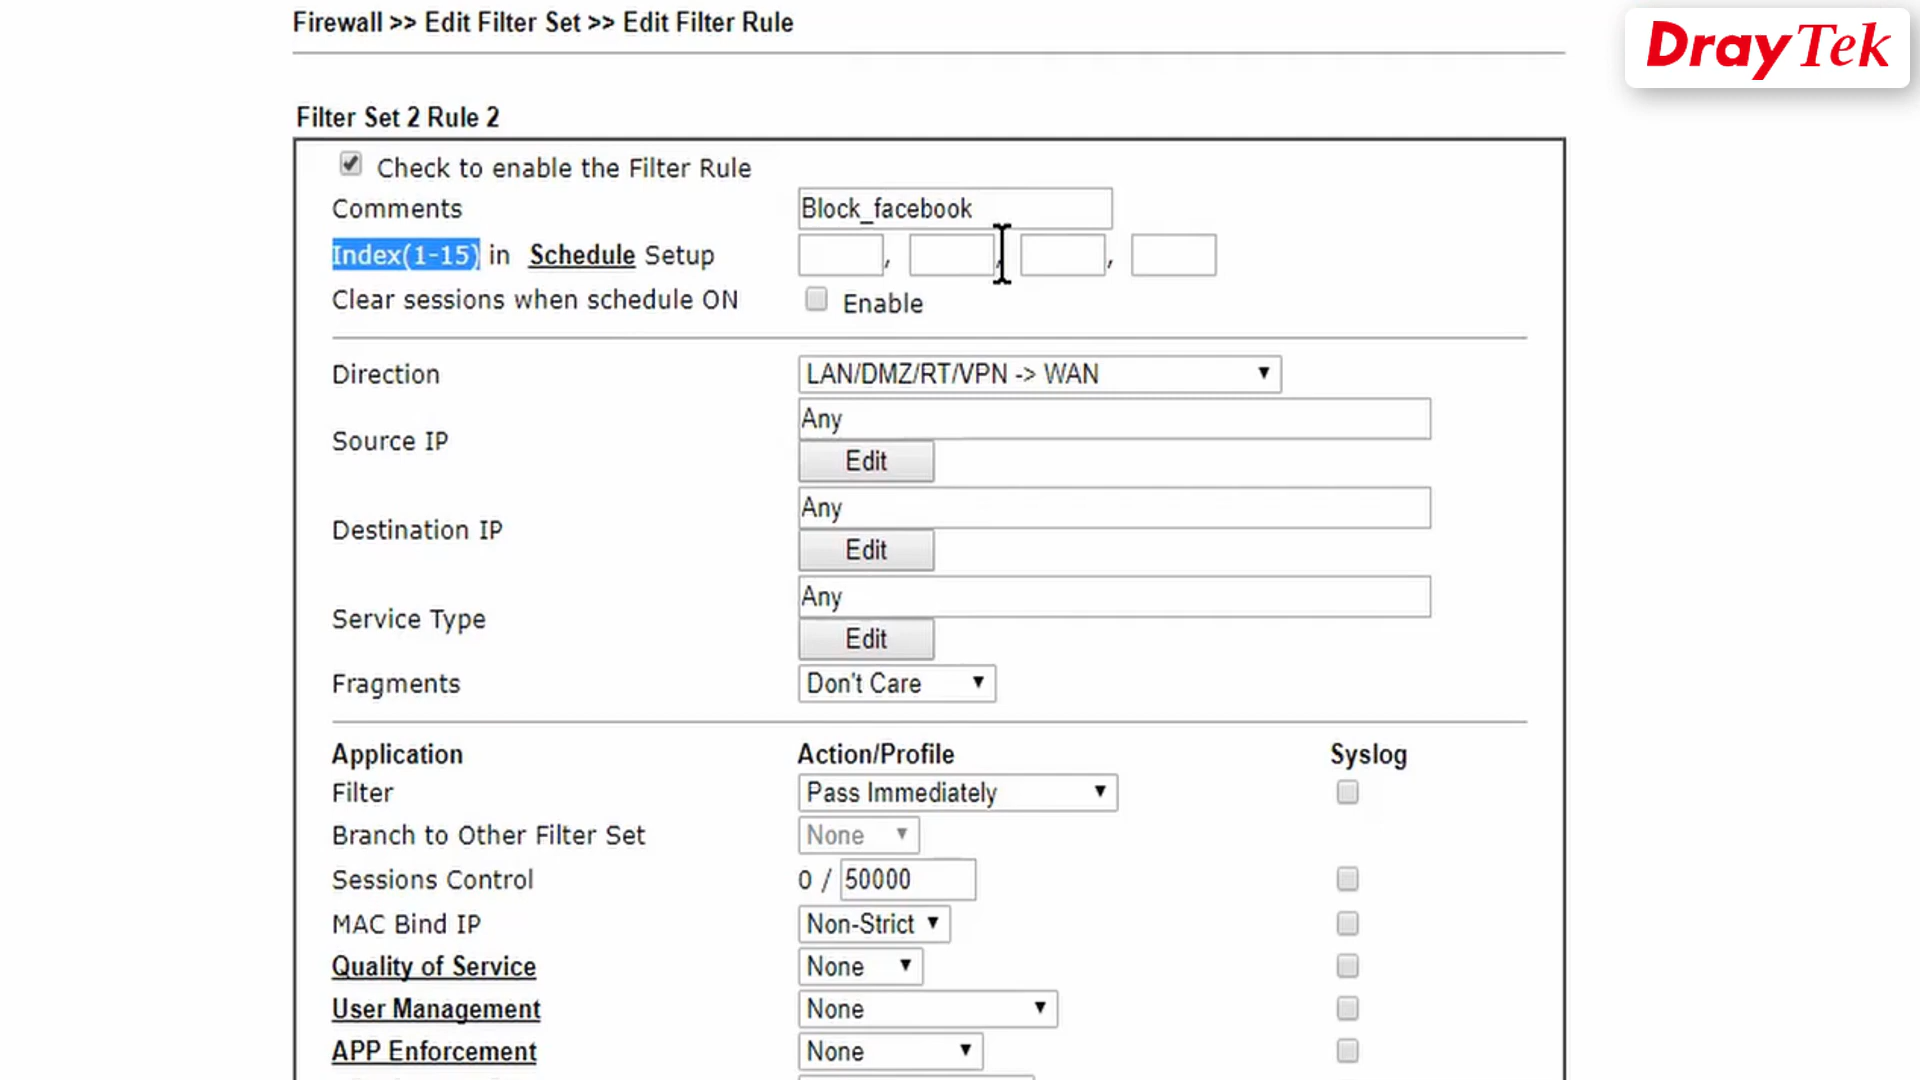 Firewall >> Edit Filter Set >> Edit Filter Rule
DrayTek
Filter Set 2 Rule 2
Check to enable the Filter Rule
Comments Block_facebook
Index(1-15) in Schedule Setup , , ,
Clear sessions when schedule ON Enable
Direction LAN/DMZ/RT/VPN -> WAN
Any
Source IP
Edit
Any
Destination IP
Edit
Any
Service Type
Edit
Fragments Don't Care
Application Action/Profile Syslog
Filter Pass Immediately
Branch to Other Filter Set None
Sessions Control 0 / 50000
MAC Bind IP Non-Strict
Quality of Service None
User Management None
APP Enforcement None